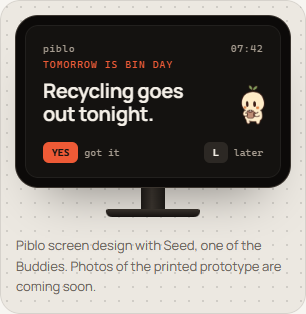 piblo 07:42
TOMORROW IS BIN DAY
Recycling goes
out tonight.
YES got it L later
Piblo screen design with Seed, one of the
Buddies. Photos of the printed prototype are
coming soon.